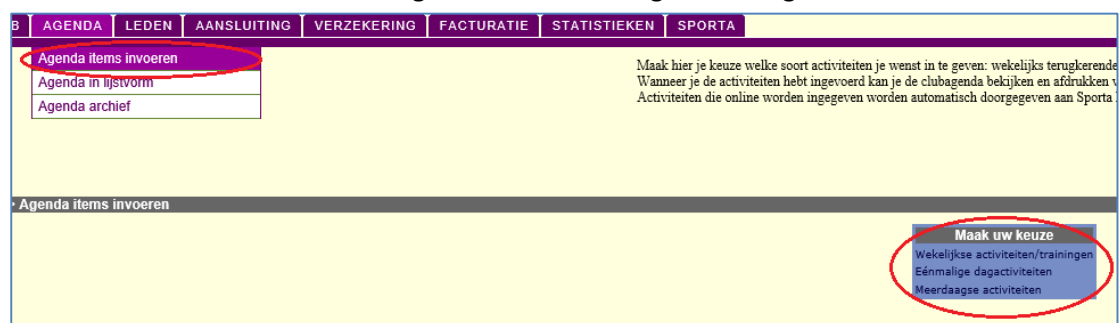 B AGENDA LEDEN AANSLUITING VERZEKERING FACTURATIE STATISTIEKEN SPORTA
Agenda items invoeren
Agenda in lijstvorm
Agenda archief
Maak hier je keuze welke soort activiteiten je wenst in te geven: wekelijks terugkerende
Wanneer je de activiteiten hebt ingevoerd kan je de clubagenda bekijken en afdrukken v
Activiteiten die online worden ingegeven worden automatisch doorgegeven aan Sporta
Agenda items invoeren
Maak uw keuze
Wekelijkse activiteiten/trainingen
Eénmalige dagactiviteiten
Meerdaagse activiteiten